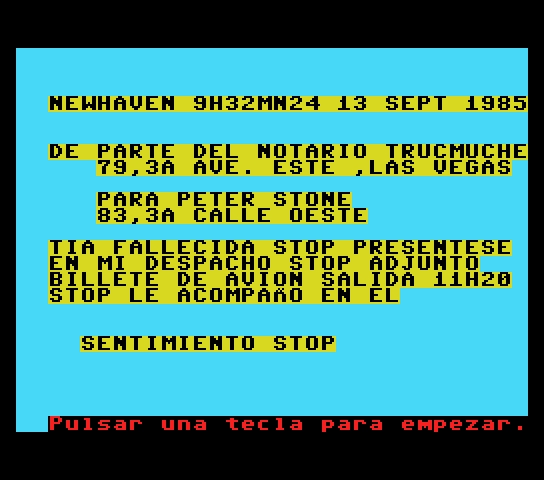 NEWHAVEN 9H32MN24 13 SEPT 1985
DE PARTE DEL NOTARIO TRUCMUCHE
79,3A AVE. ESTE ,LAS VEGAS
PARA PETER STONE
83,3A CALLE OESTE
TIA FALLECIDA STOP PRESENTESE
EN MI DESPACHO STOP ADJUNTO
BILLETE DE AVION SALIDA 11H20
STOP LE ACOMPAÑO EN EL
SENTIMIENTO STOP
Pulsar una tecla para empezar.